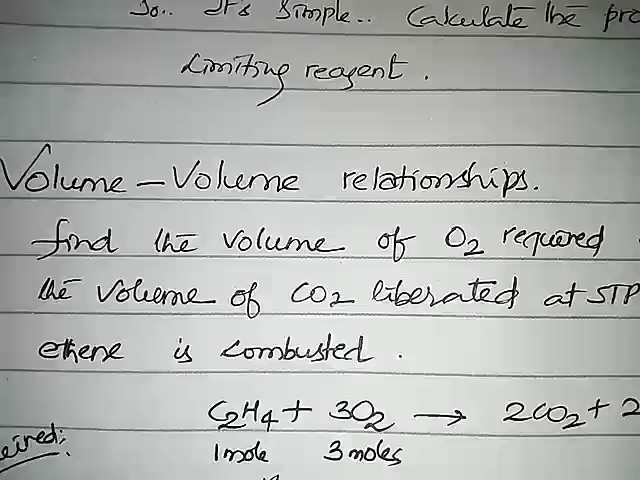 So.. It's simple.. Calculate the pro
Limiting reagent.
Volume - Volume relationships.
find the volume of O2 required
the volume of CO2 liberated at STP
ethene is combusted.
C2H4 + 3O2 → 2CO2 + 2
eired:
1 mole 3 moles